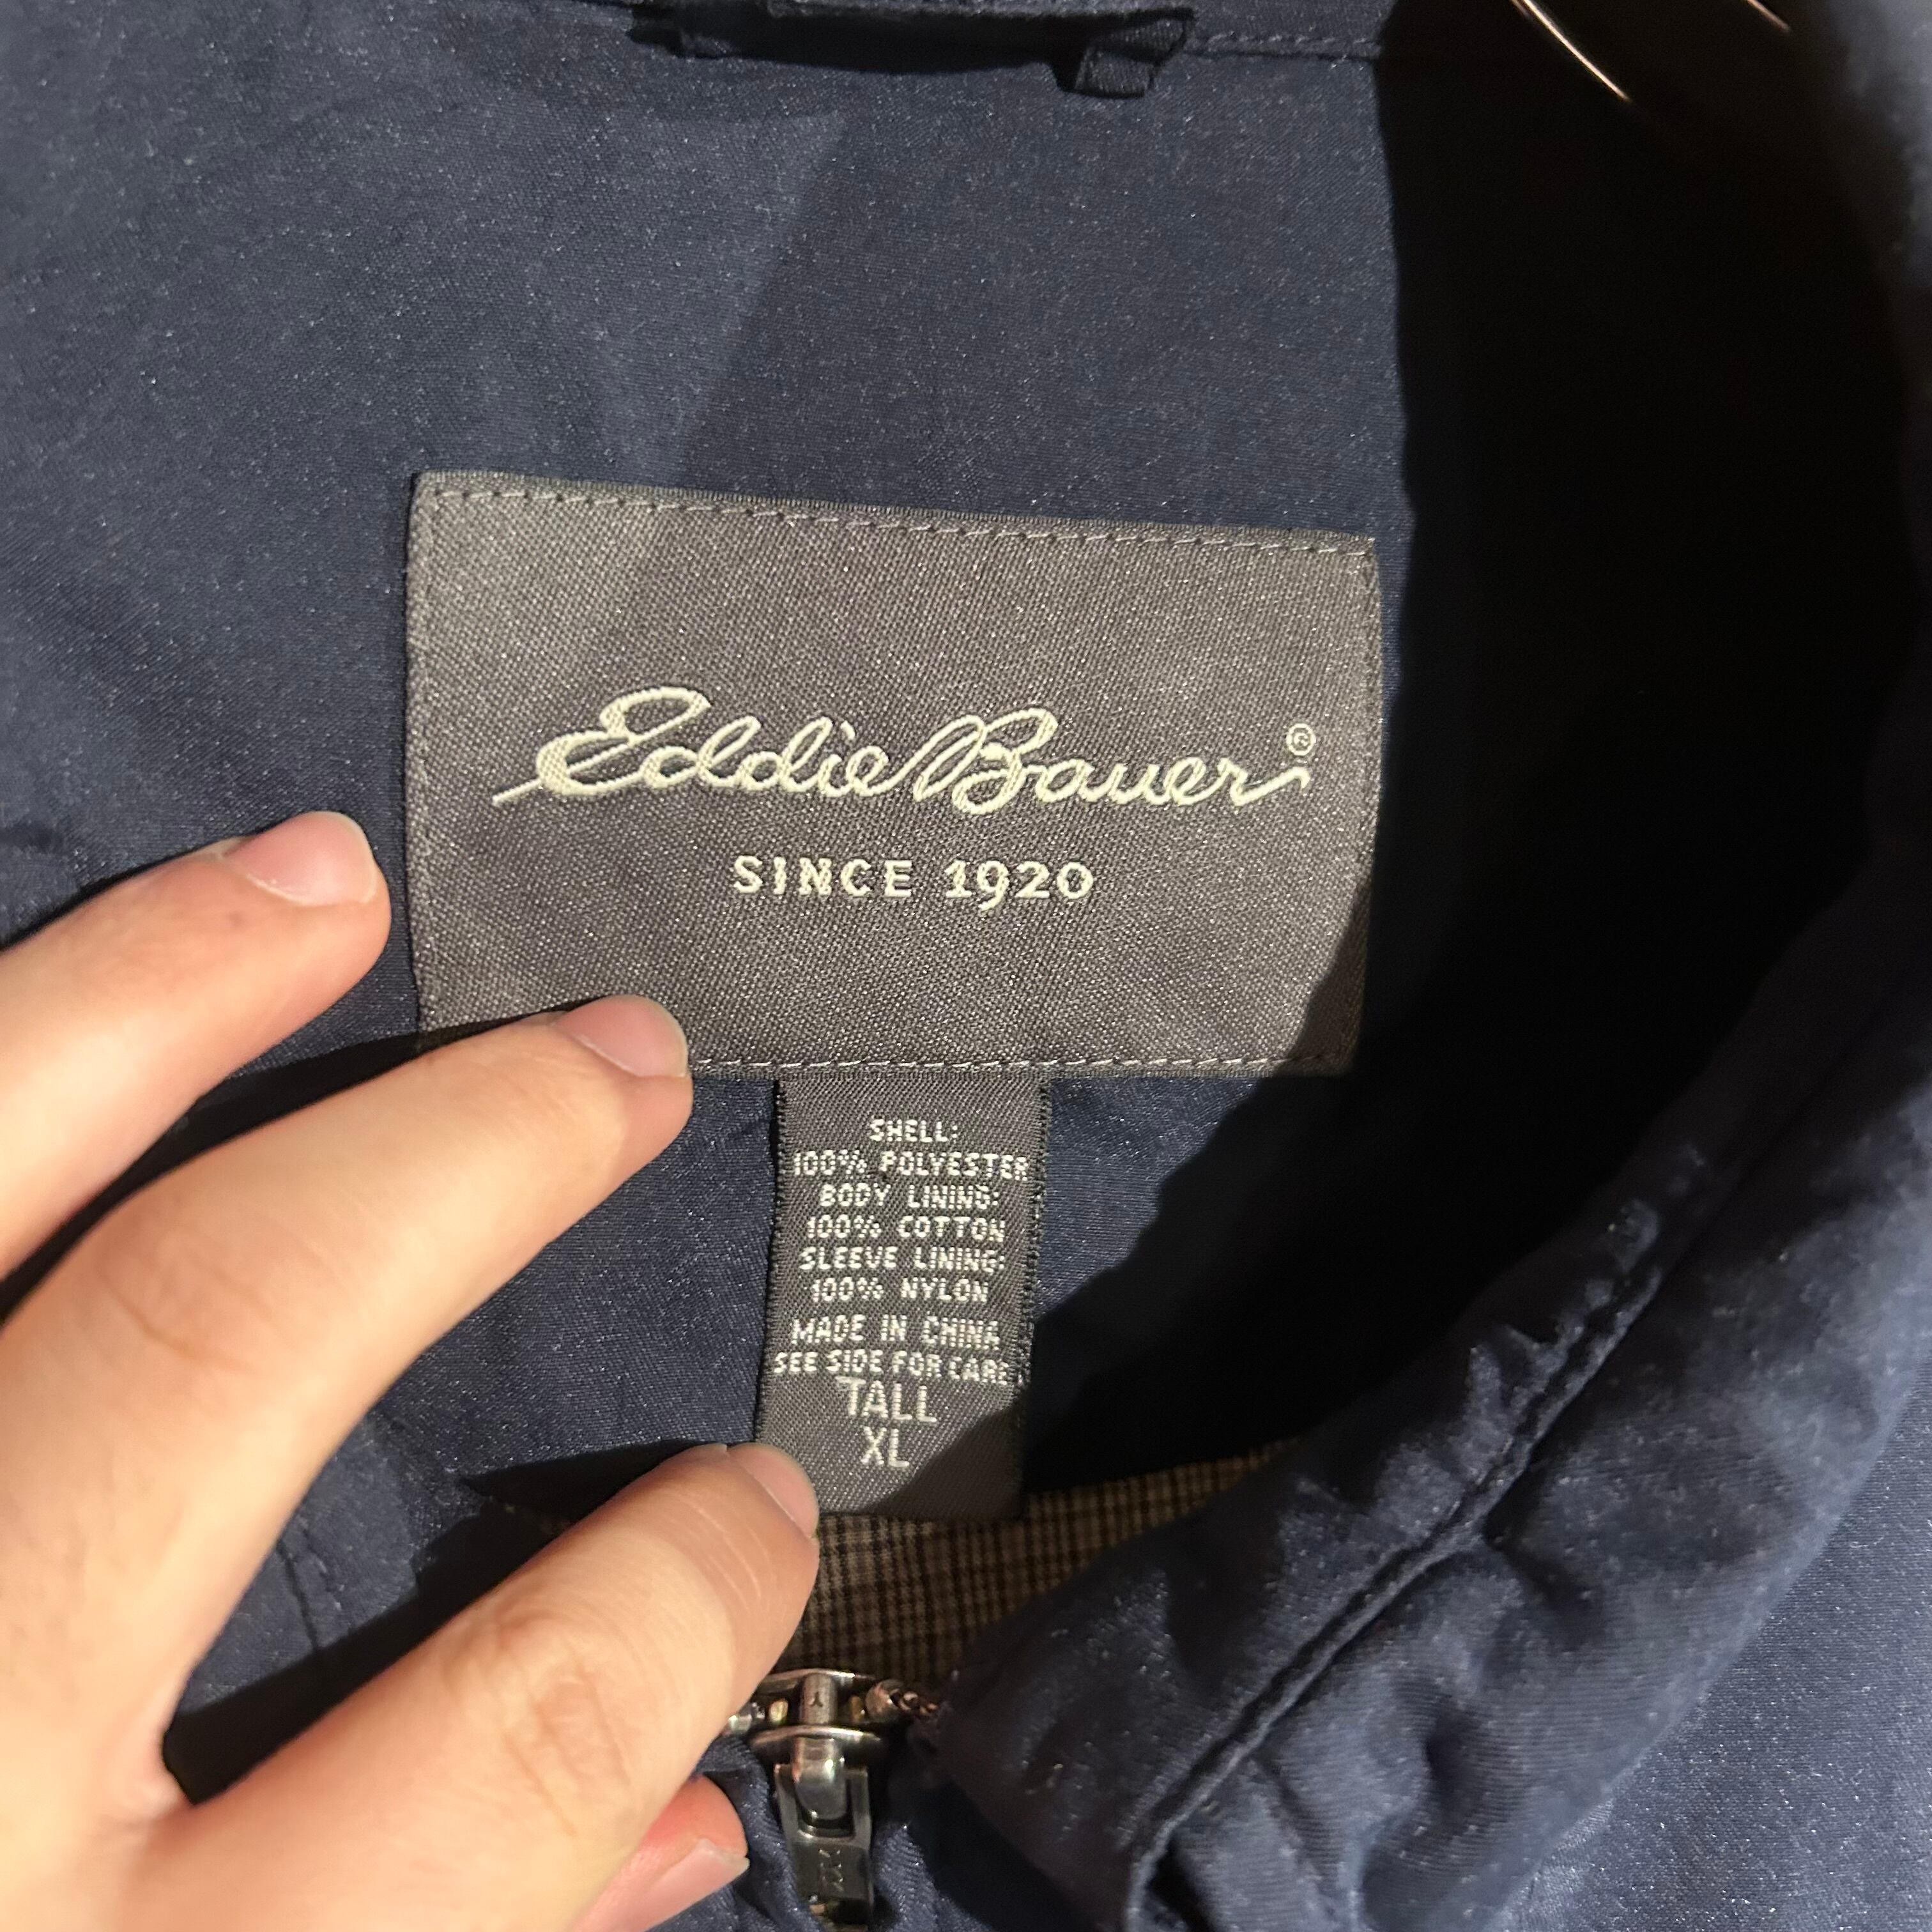 Eddie Bauer®
SINCE 1920
SHELL:
100% POLYESTER
BODY LINING:
100% COTTON
SLEEVE LINING:
100% NYLON
MADE IN CHINA
SEE SIDE FOR CARE
TALL
XL